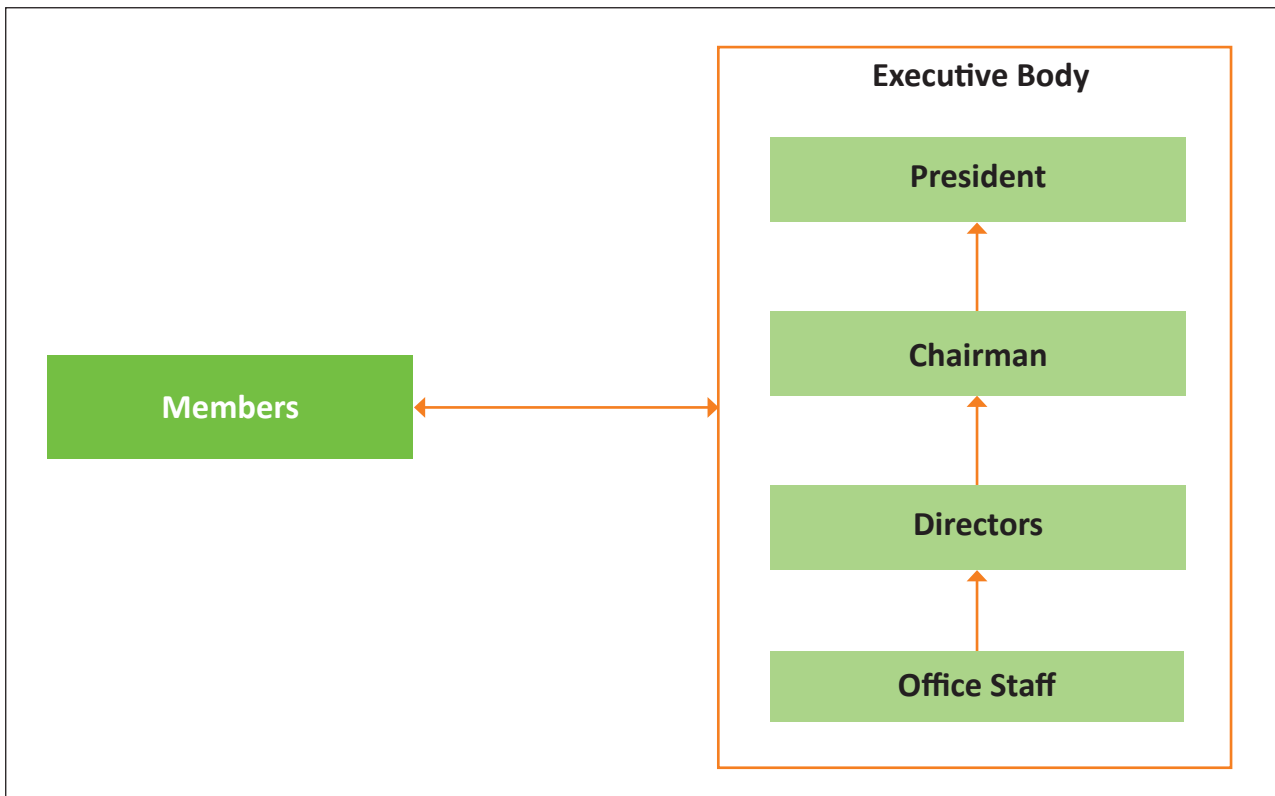 Executive Body
President
Chairman
Members
Directors
Office Staff